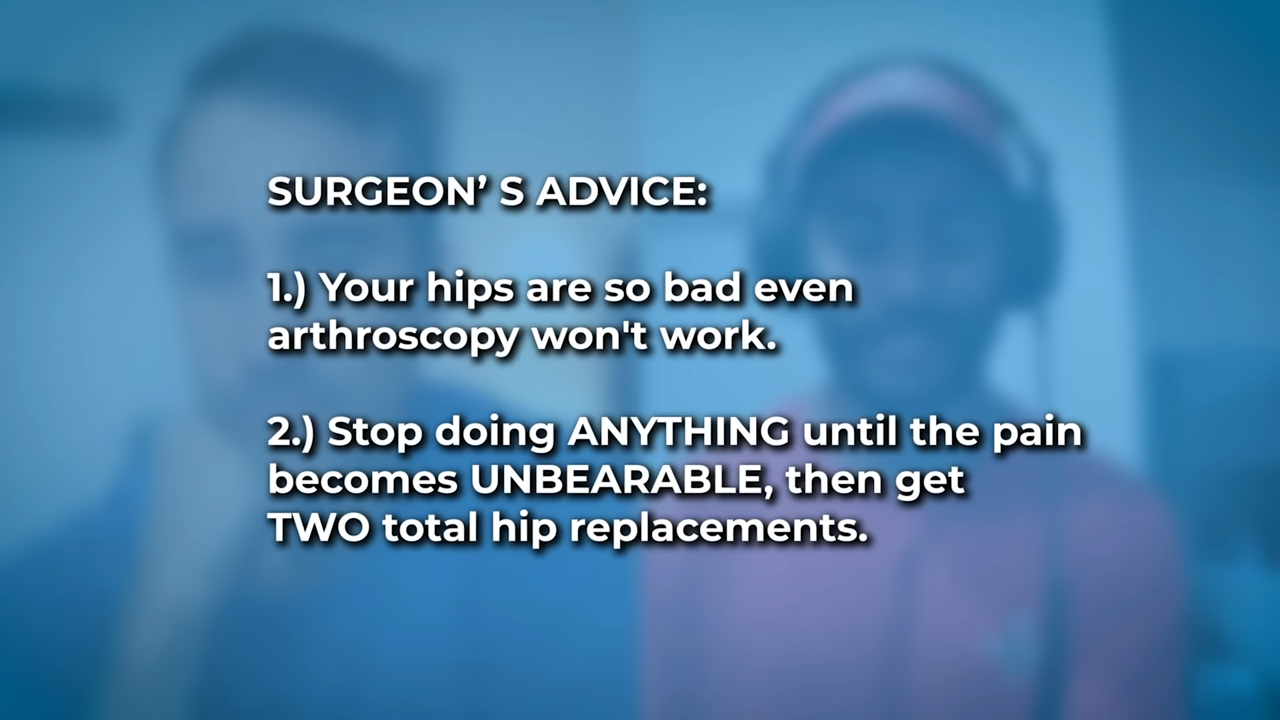 SURGEON’ S ADVICE:
1.) Your hips are so bad even
arthroscopy won't work.
2.) Stop doing ANYTHING until the pain
becomes UNBEARABLE, then get
TWO total hip replacements.